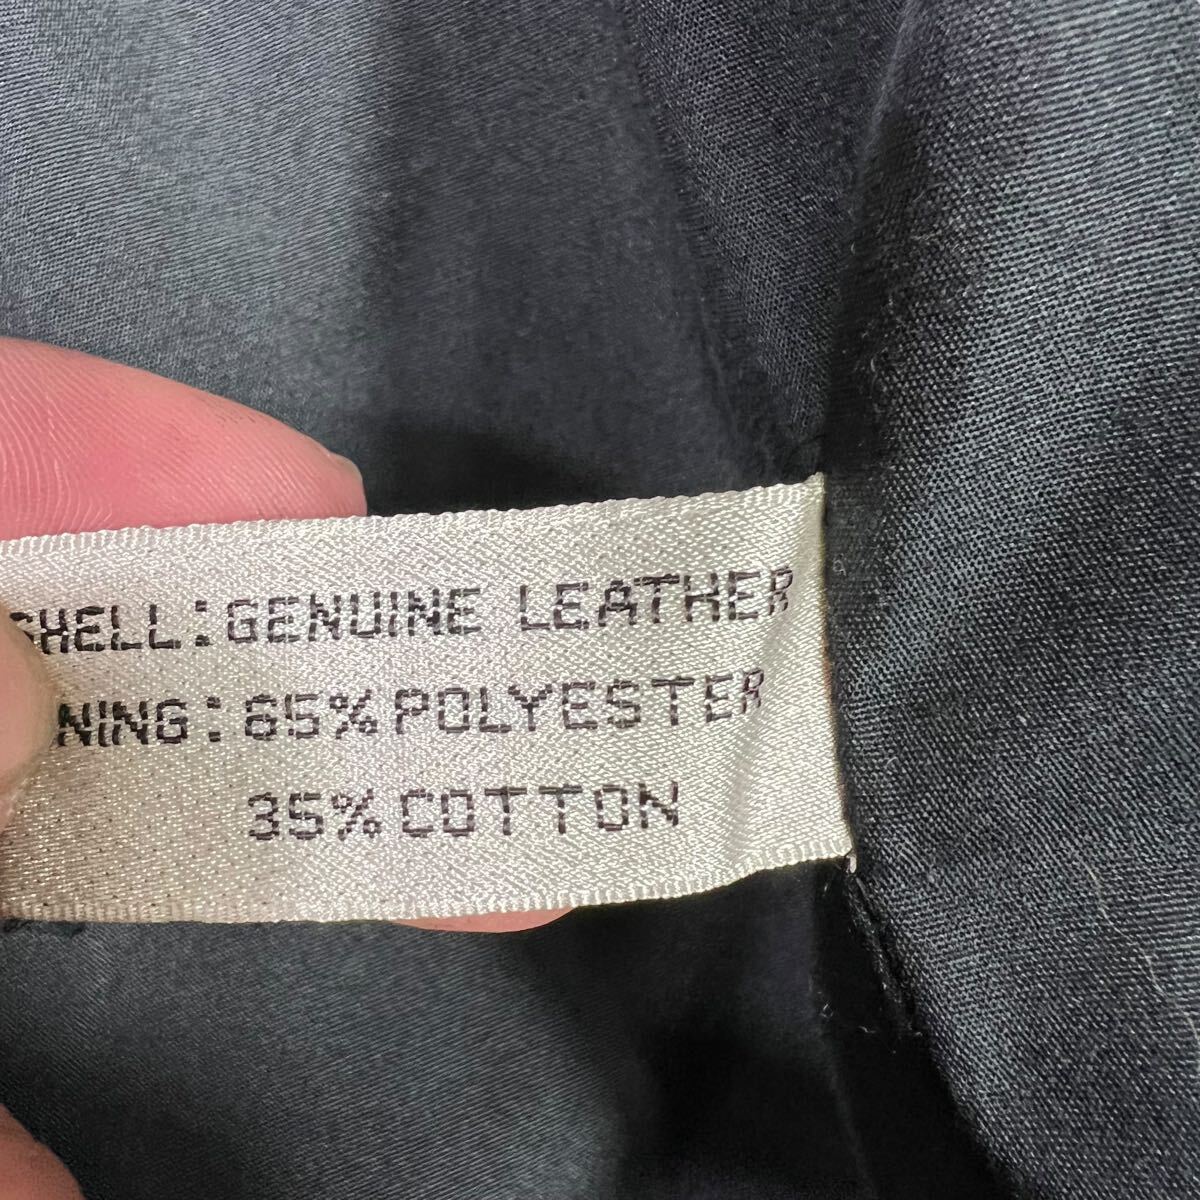 SHELL:GENUINE LEATHER
NING:65% POLYESTER
35% COTTON